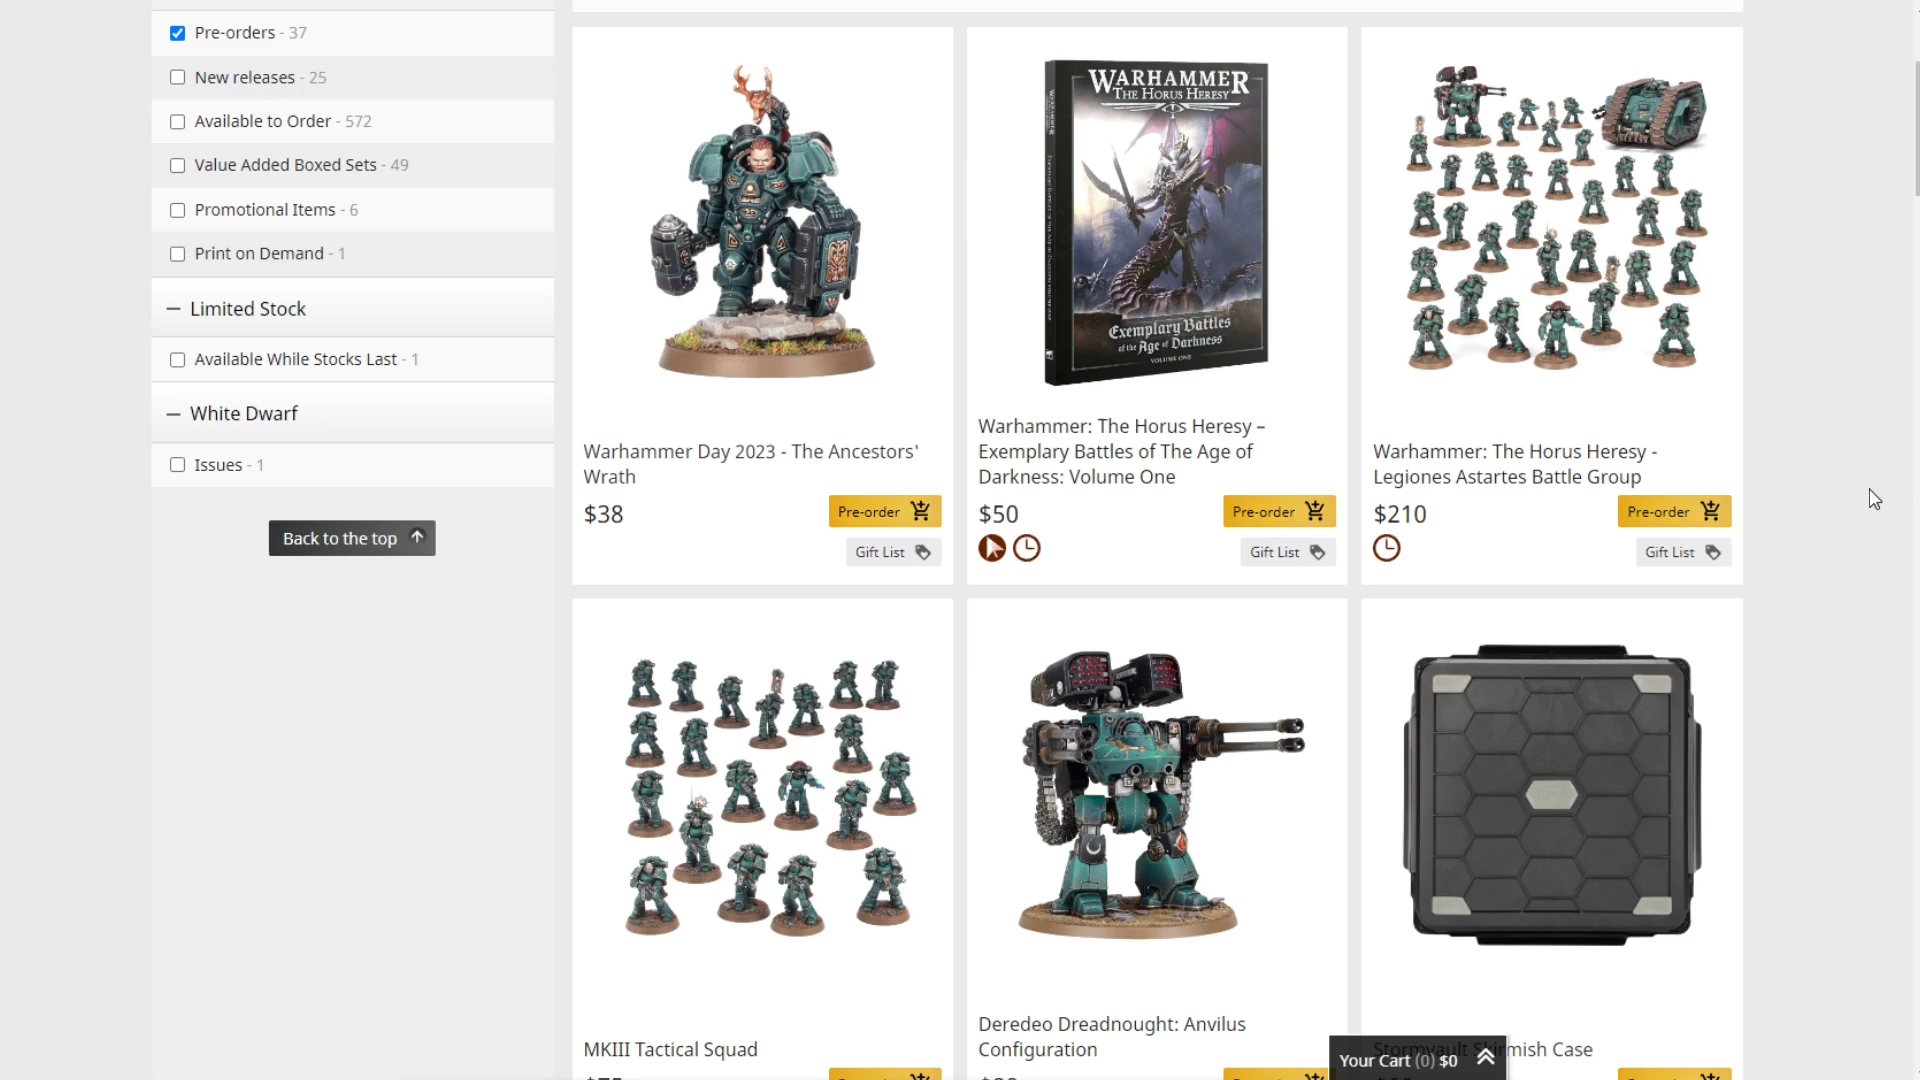 Pre-orders - 37
New releases - 25
Available to Order - 572
Value Added Boxed Sets - 49
Promotional Items - 6
Print on Demand - 1
Limited Stock
Available While Stocks Last - 1
White Dwarf
Issues - 1
Back to the top
Warhammer Day 2023 - The Ancestors'
Wrath
$38
Pre-order
Gift List
WARHAMMER
THE HORUS HERESY
Exemplary Battles
of the Age of Darkness
VOLUME ONE
Warhammer: The Horus Heresy –
Exemplary Battles of The Age of
Darkness: Volume One
$50
Pre-order
Gift List
Warhammer: The Horus Heresy -
Legiones Astartes Battle Group
$210
Pre-order
Gift List
MKIII Tactical Squad
Deredeo Dreadnought: Anvilus
Configuration
Stormvault Skirmish Case
Your Cart (0) $0